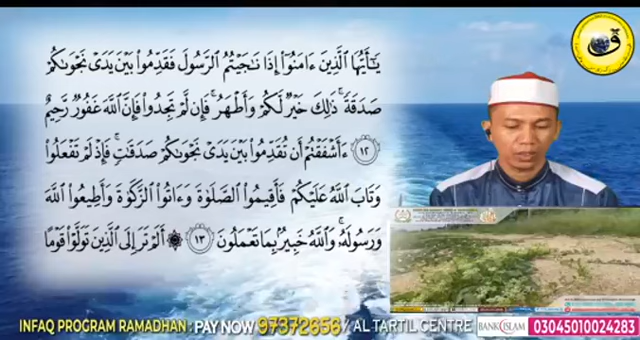 يَـٰٓأَيُّهَا ٱلَّذِينَ ءَامَنُوٓا۟ إِذَا نَـٰجَيْتُمُ ٱلرَّسُولَ فَقَدِّمُوا۟ بَيْنَ يَدَىْ نَجْوَىٰكُمْ
صَدَقَةً ۚ ذَٰلِكَ خَيْرٌ لَّكُمْ وَأَطْهَرُ ۚ فَإِن لَّمْ تَجِدُوا۟ فَإِنَّ ٱللَّهَ غَفُورٌ رَّحِيمٌ
١٢ ءَأَشْفَقْتُمْ أَن تُقَدِّمُوا۟ بَيْنَ يَدَىْ نَجْوَىٰكُمْ صَدَقَـٰتٍ ۚ فَإِذْ لَمْ تَفْعَلُوا۟
وَتَابَ ٱللَّهُ عَلَيْكُمْ فَأَقِيمُوا۟ ٱلصَّلَوٰةَ وَءَاتُوا۟ ٱلزَّكَوٰةَ وَأَطِيعُوا۟ ٱللَّهَ
وَرَسُولَهُۥ ۚ وَٱللَّهُ خَبِيرٌۢ بِمَا تَعْمَلُونَ ١٣ ۞ أَلَمْ تَرَ إِلَى ٱلَّذِينَ تَوَلَّوْا۟ قَوْمًا
INFAQ PROGRAM RAMADHAN : PAY NOW 97372656 / AL TARTIL CENTRE BANK ISLAM 03045010024283